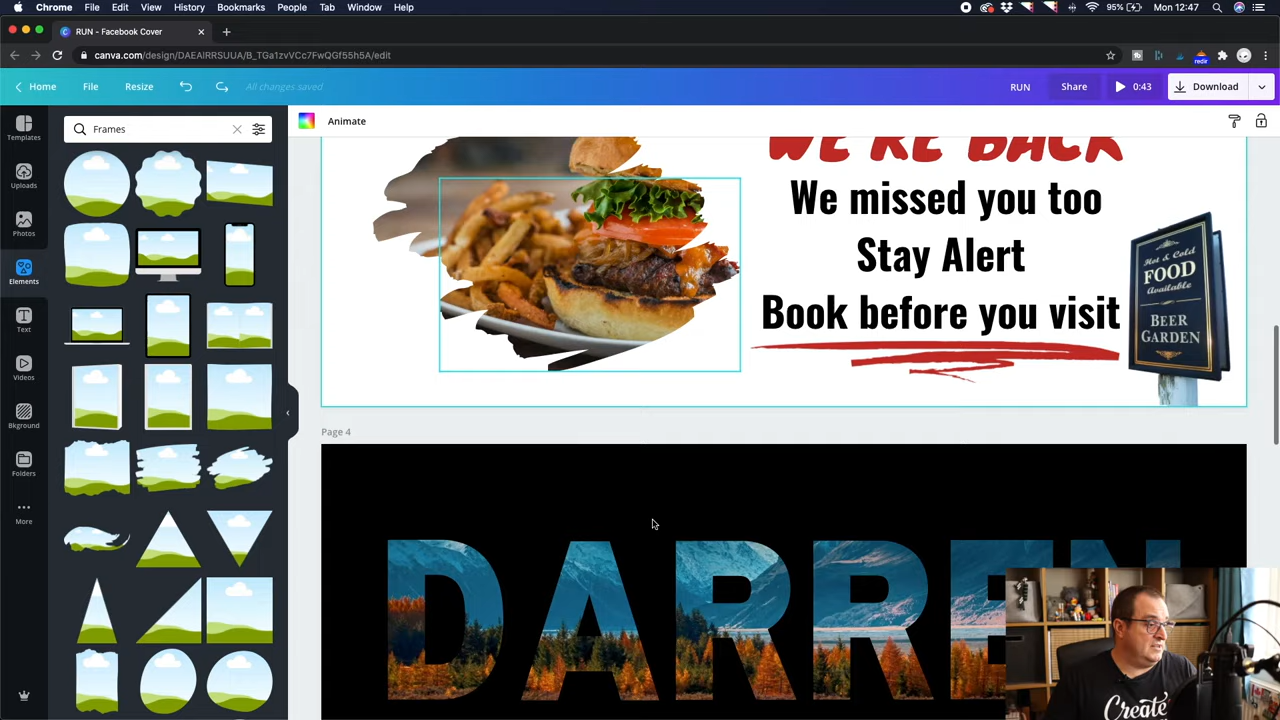 Chrome File Edit View History Bookmarks People Tab Window Help
95% Mon 12:47
RUN - Facebook Cover
canva.com/design/DAEAlRRSUUA/B_TGa1zvVCc7FwQGf55h5A/edit
redir
Home File Resize All changes saved RUN Share 0:43 Download
Templates
Uploads
Photos
Elements
Text
Videos
Bkground
Folders
More
Frames
Animate
WE'RE BACK
We missed you too
Stay Alert
Book before you visit
Hot & Cold
FOOD
Available
BEER
GARDEN
Page 4
DARREN
Create